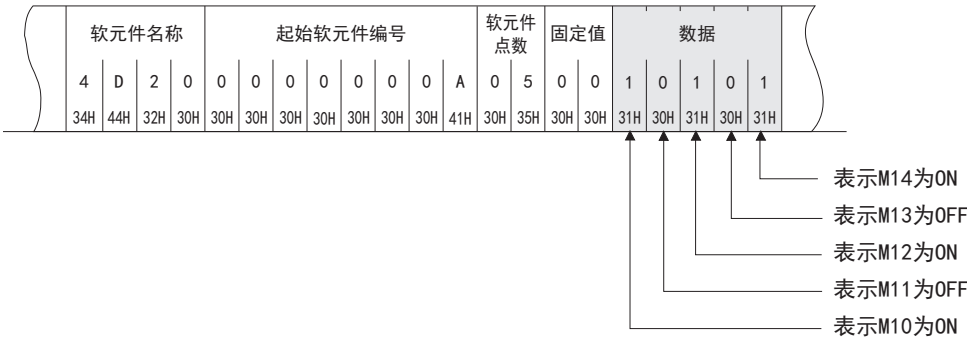 软元件名称 起始软元件编号 软元件点数 固定值 数据
4 D 2 0 0 0 0 0 0 0 0 A 0 5 0 0 1 0 1 0 1
34H 44H 32H 30H 30H 30H 30H 30H 30H 30H 30H 41H 30H 35H 30H 30H 31H 30H 31H 30H 31H
表示M14为ON
表示M13为OFF
表示M12为ON
表示M11为OFF
表示M10为ON